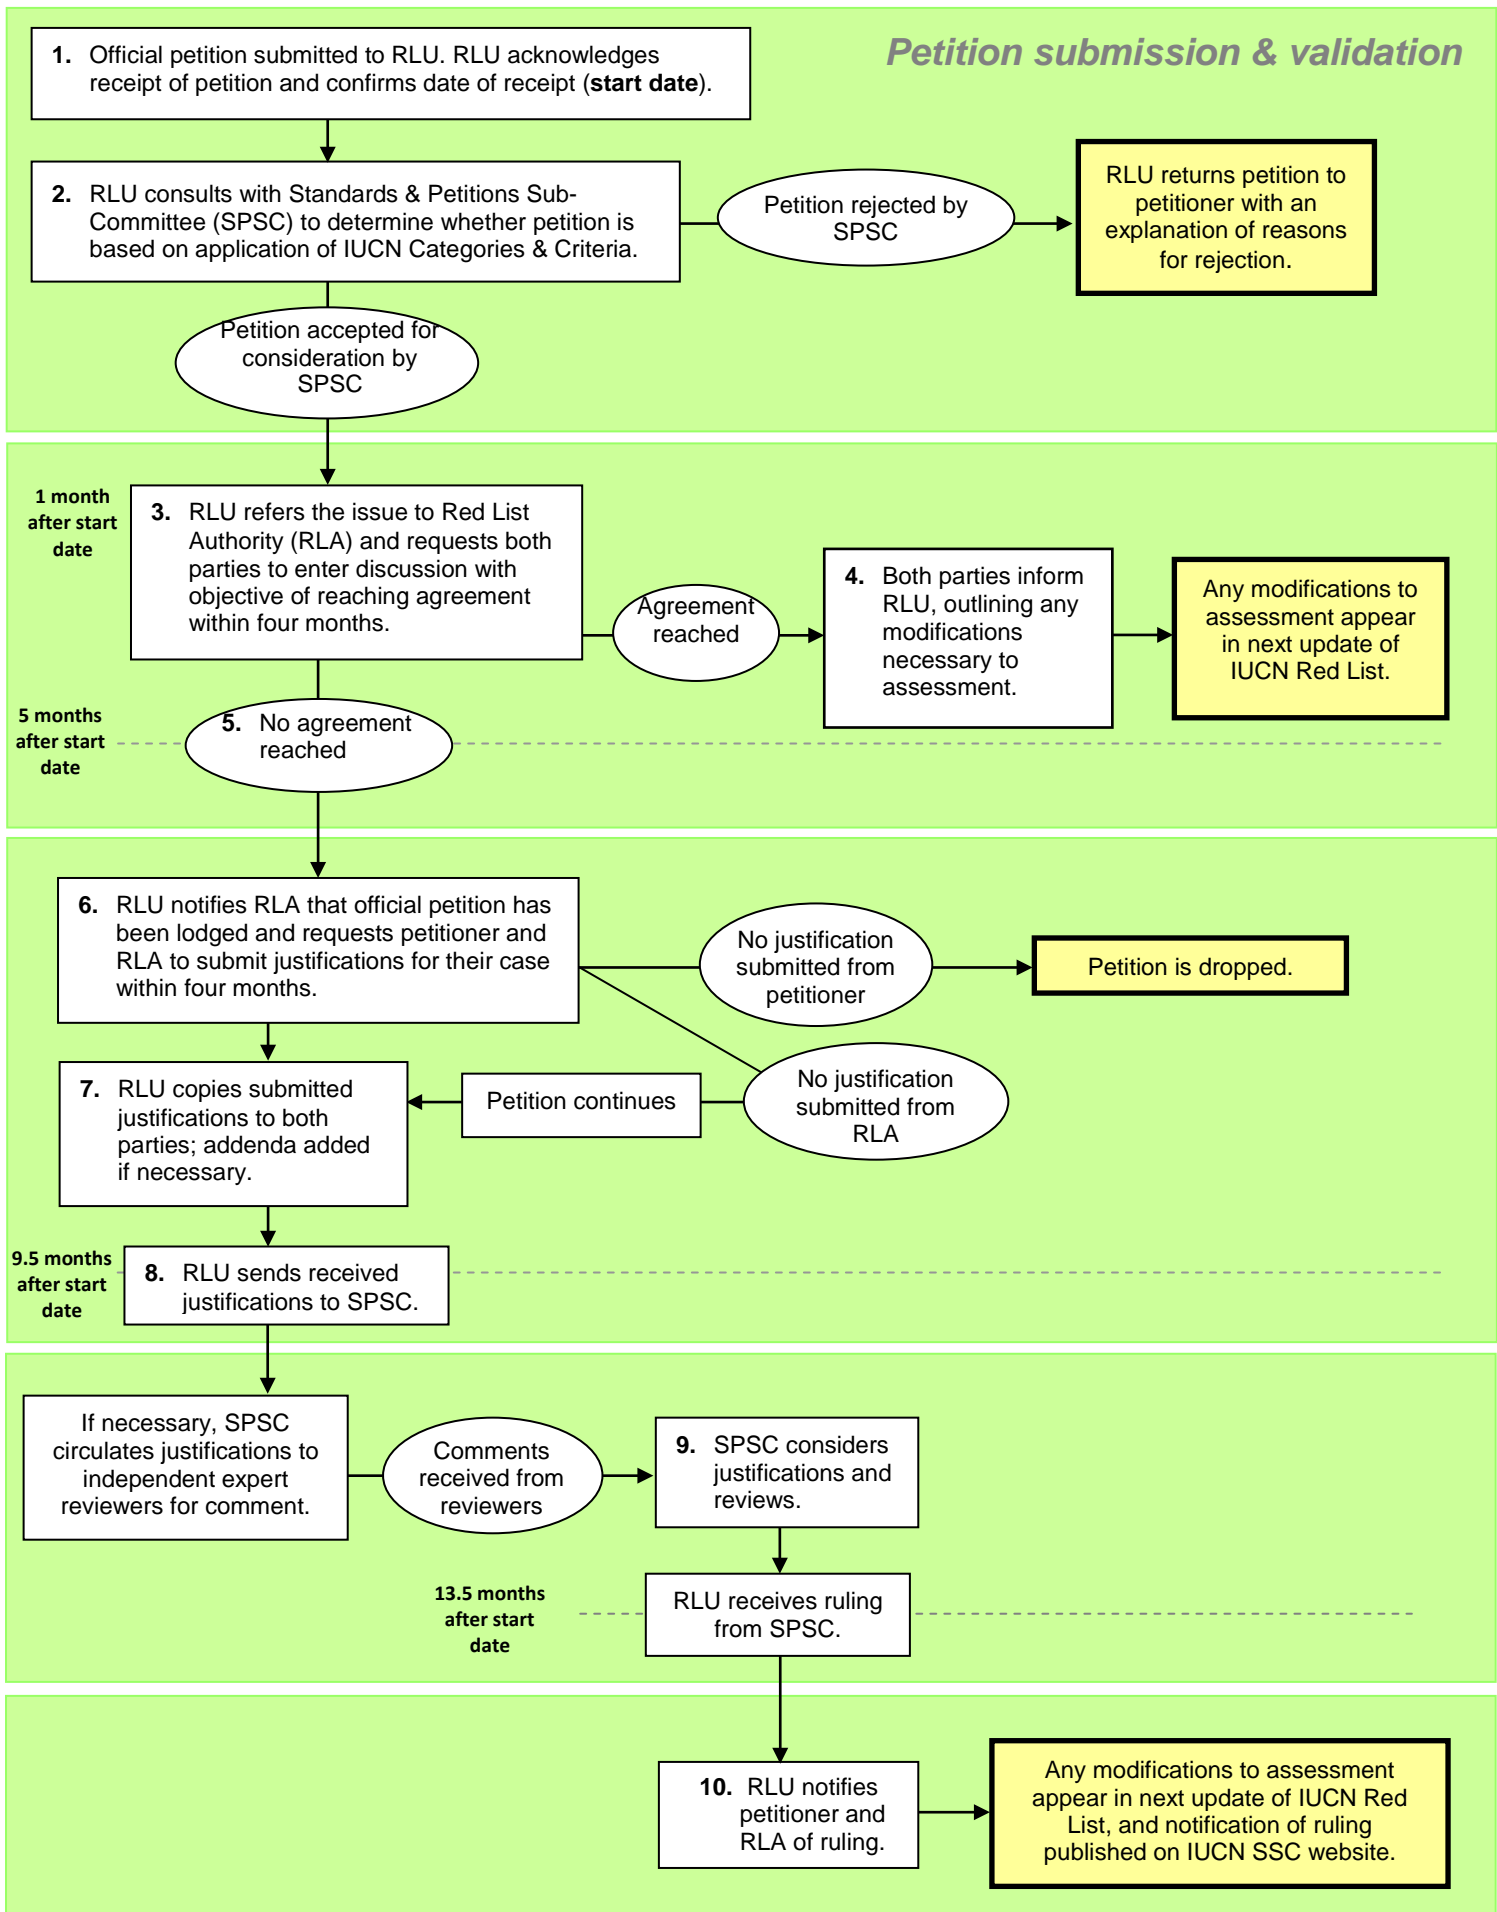 Petition submission & validation
1. Official petition submitted to RLU. RLU acknowledges
receipt of petition and confirms date of receipt (start date).
2. RLU consults with Standards & Petitions Sub-
Committee (SPSC) to determine whether petition is
based on application of IUCN Categories & Criteria.
Petition rejected by
SPSC
RLU returns petition to
petitioner with an
explanation of reasons
for rejection.
Petition accepted for
consideration by
SPSC
1 month
after start
date
3. RLU refers the issue to Red List
Authority (RLA) and requests both
parties to enter discussion with
objective of reaching agreement
within four months.
Agreement
reached
4. Both parties inform
RLU, outlining any
modifications
necessary to
assessment.
Any modifications to
assessment appear
in next update of
IUCN Red List.
5 months
after start
date
5. No agreement
reached
6. RLU notifies RLA that official petition has
been lodged and requests petitioner and
RLA to submit justifications for their case
within four months.
No justification
submitted from
petitioner
Petition is dropped.
7. RLU copies submitted
justifications to both
parties; addenda added
if necessary.
Petition continues
No justification
submitted from
RLA
9.5 months
after start
date
8. RLU sends received
justifications to SPSC.
If necessary, SPSC
circulates justifications to
independent expert
reviewers for comment.
Comments
received from
reviewers
9. SPSC considers
justifications and
reviews.
13.5 months
after start
date
RLU receives ruling
from SPSC.
10. RLU notifies
petitioner and
RLA of ruling.
Any modifications to assessment
appear in next update of IUCN Red
List, and notification of ruling
published on IUCN SSC website.